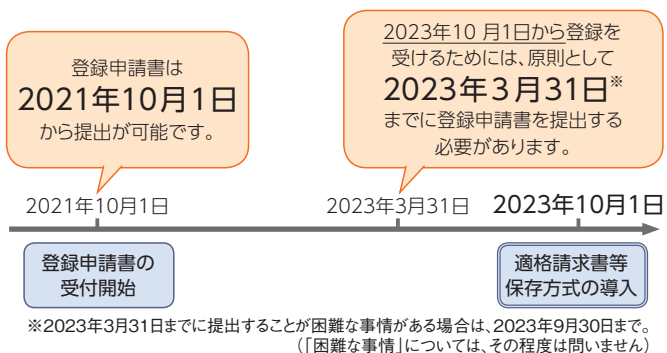 登録申請書は
2021年10月1日
から提出が可能です。
2023年10月1日から登録を
受けるためには、原則として
2023年3月31日※
までに登録申請書を提出する
必要があります。
2021年10月1日
2023年3月31日
2023年10月1日
登録申請書の
受付開始
適格請求書等
保存方式の導入
※2023年3月31日までに提出することが困難な事情がある場合は、2023年9月30日まで。
(「困難な事情」については、その程度は問いません)